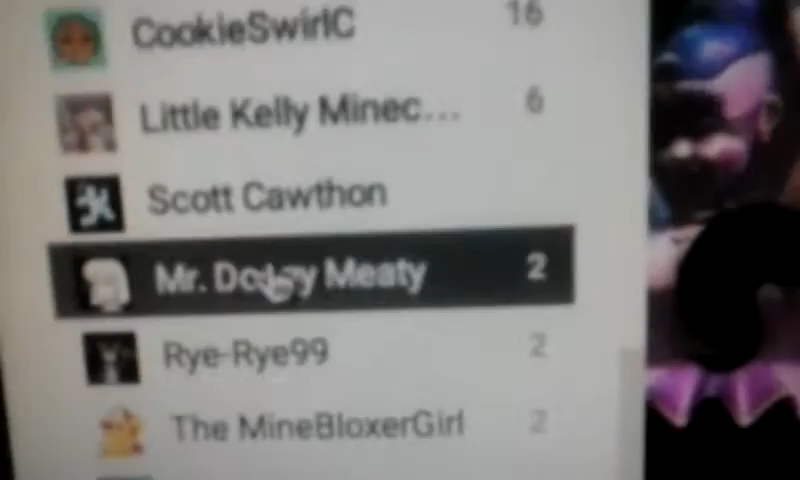 CookieSwirlC 16
Little Kelly Minec... 6
Scott Cawthon
Mr. Meaty 2
Rye-Rye99 2
The MineBloxerGirl 2